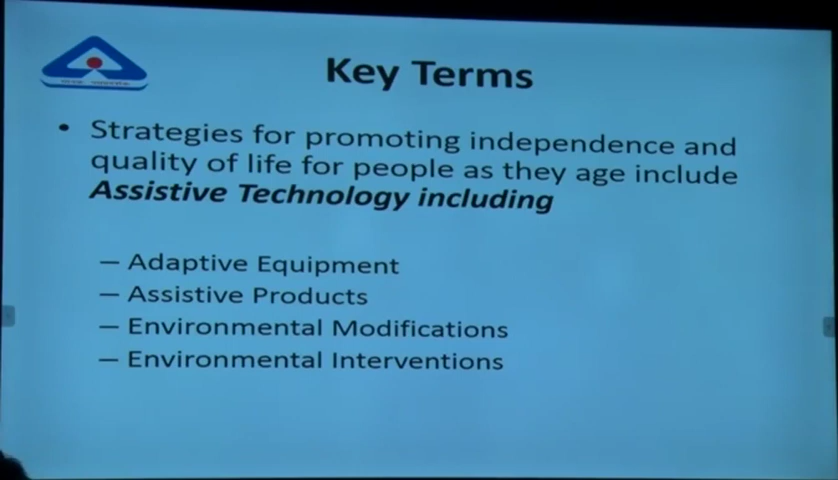 Key Terms
• Strategies for promoting independence and
quality of life for people as they age include
Assistive Technology including
– Adaptive Equipment
– Assistive Products
– Environmental Modifications
– Environmental Interventions